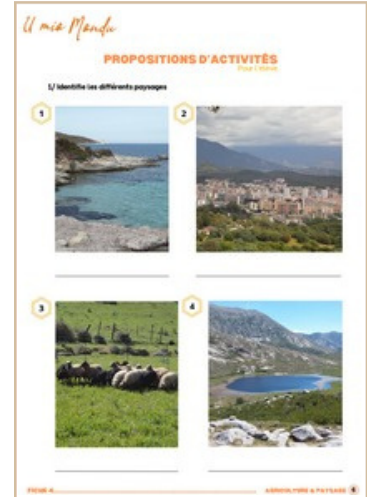 U mio Mondu
PROPOSITIONS D'ACTIVITÉS
Pour l'élève
1/ Identifie les différents paysages
1
2
3
4
FICHE 4
AGRICULTURE & PAYSAGE 6